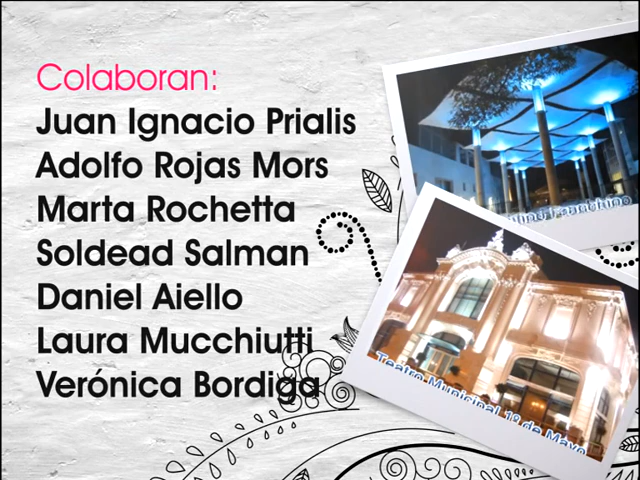 Colaboran:
Juan Ignacio Prialis
Adolfo Rojas Mors
Marta Rochetta
Soldead Salman
Daniel Aiello
Laura Mucchiutti
Verónica Bordiga
Teatro Municipal 1º de Mayo